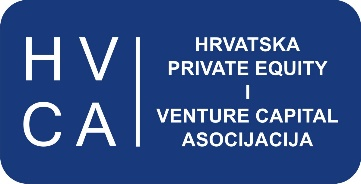 HV
CA
HRVATSKA
PRIVATE EQUITY
I
VENTURE CAPITAL
ASOCIJACIJA